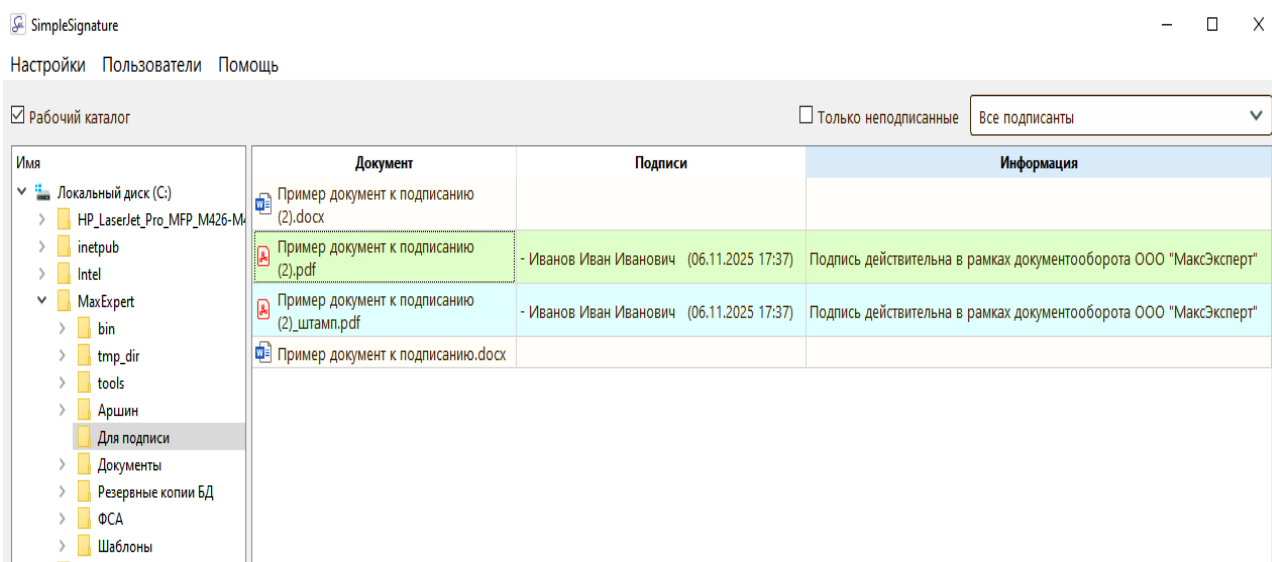 SimpleSignature
Настройки Пользователи Помощь
Рабочий каталог
Только неподписанные
Все подписанты
Имя
Локальный диск (C:)
HP_LaserJet_Pro_MFP_M426-M4
inetpub
Intel
MaxExpert
bin
tmp_dir
tools
Аршин
Для подписи
Документы
Резервные копии БД
ФСА
Шаблоны
Документ Подписи Информация
Пример документ к подписанию
(2).docx
Пример документ к подписанию
(2).pdf
- Иванов Иван Иванович (06.11.2025 17:37)
Подпись действительна в рамках документооборота ООО "МаксЭксперт"
Пример документ к подписанию
(2)_штамп.pdf
- Иванов Иван Иванович (06.11.2025 17:37)
Подпись действительна в рамках документооборота ООО "МаксЭксперт"
Пример документ к подписанию.docx